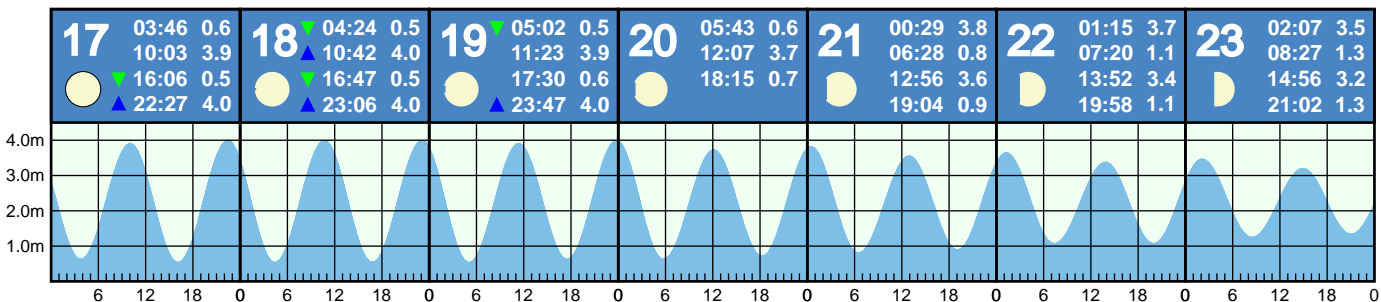 17 03:46 0.6
10:03 3.9
▼ 16:06 0.5
▲ 22:27 4.0
18 ▼ 04:24 0.5
▲ 10:42 4.0
▼ 16:47 0.5
▲ 23:06 4.0
19 ▼ 05:02 0.5
11:23 3.9
17:30 0.6
▲ 23:47 4.0
20 05:43 0.6
12:07 3.7
18:15 0.7
21 00:29 3.8
06:28 0.8
12:56 3.6
19:04 0.9
22 01:15 3.7
07:20 1.1
13:52 3.4
19:58 1.1
23 02:07 3.5
08:27 1.3
14:56 3.2
21:02 1.3
4.0m
3.0m
2.0m
1.0m
6 12 18 0 6 12 18 0 6 12 18 0 6 12 18 0 6 12 18 0 6 12 18 0 6 12 18 0